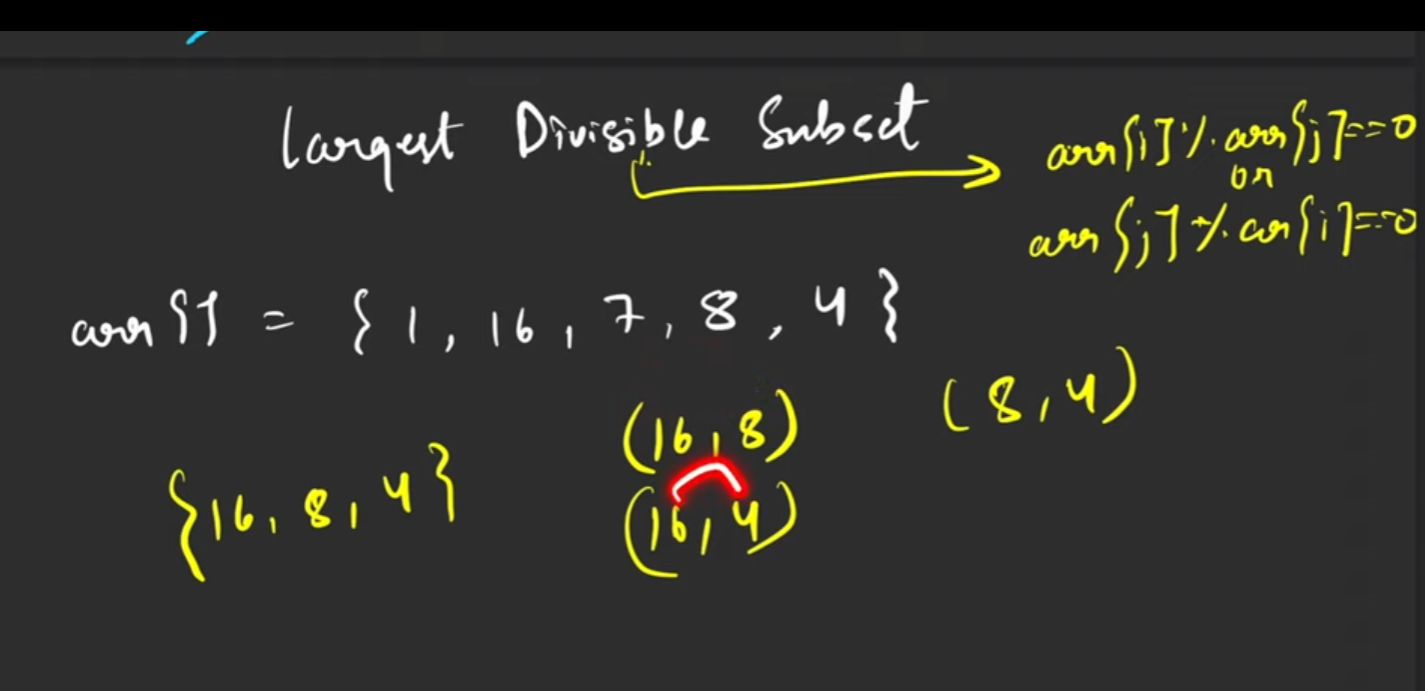 Largest Divisible Subset
arr[i] % arr[j] == 0
or
arr[j] % arr[i] == 0
arr[] = {1, 16, 7, 8, 4}
(16, 8)
(8, 4)
{16, 8, 4}
(16, 4)